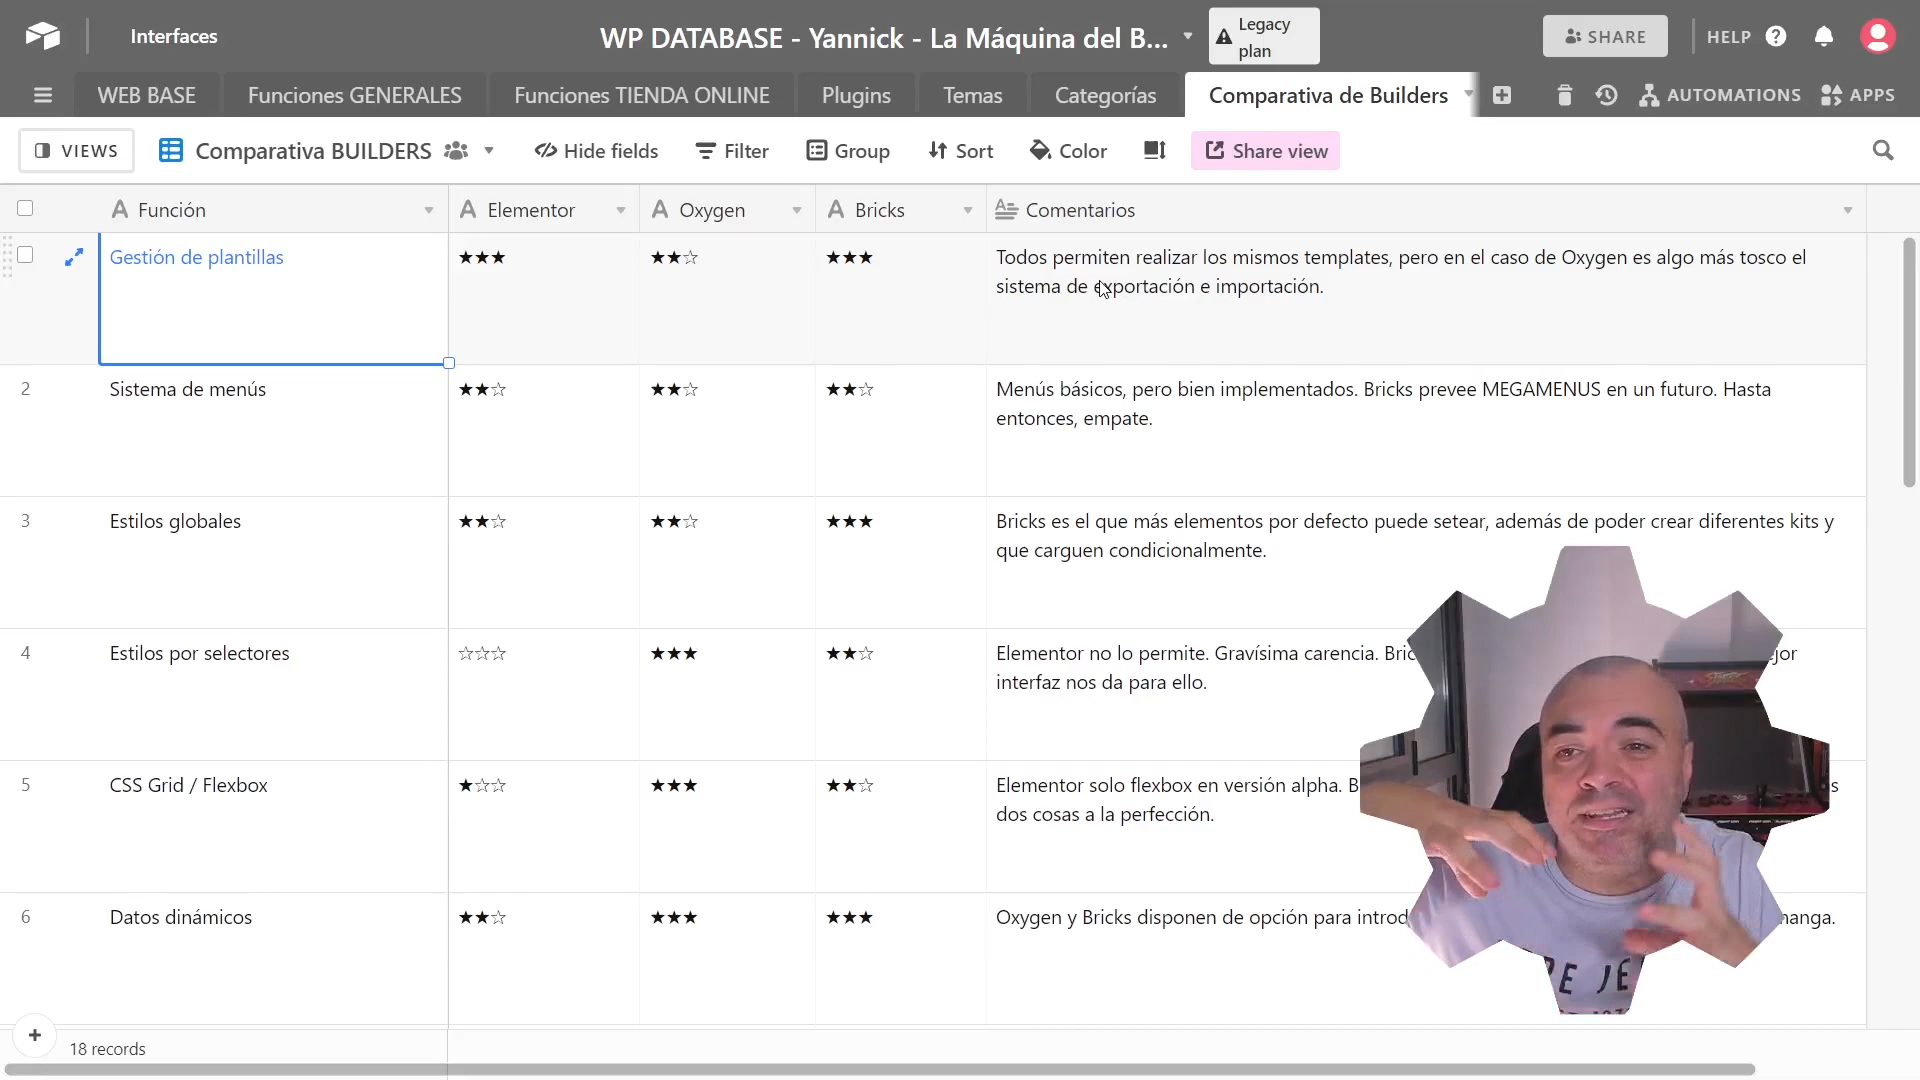 Interfaces
WP DATABASE - Yannick - La Máquina del B...
Legacy
plan
SHARE
HELP
WEB BASE
Funciones GENERALES
Funciones TIENDA ONLINE
Plugins
Temas
Categorías
Comparativa de Builders
AUTOMATIONS
APPS
VIEWS
Comparativa BUILDERS
Hide fields
Filter
Group
Sort
Color
Share view
Función
Elementor
Oxygen
Bricks
Comentarios
Gestión de plantillas
★★★
★★☆
★★★
Todos permiten realizar los mismos templates, pero en el caso de Oxygen es algo más tosco el
sistema de exportación e importación.
2
Sistema de menús
★★☆
★★☆
★★☆
Menús básicos, pero bien implementados. Bricks prevee MEGAMENUS en un futuro. Hasta
entonces, empate.
3
Estilos globales
★★☆
★★☆
★★★
Bricks es el que más elementos por defecto puede setear, además de poder crear diferentes kits y
que carguen condicionalmente.
4
Estilos por selectores
☆☆☆
★★★
★★☆
Elementor no lo permite. Gravísima carencia.
interfaz nos da para ello.
5
CSS Grid / Flexbox
★☆☆
★★★
★★☆
Elementor solo flexbox en versión alpha.
dos cosas a la perfección.
6
Datos dinámicos
★★☆
★★★
★★★
Oxygen y Bricks disponen de opción para
18 records